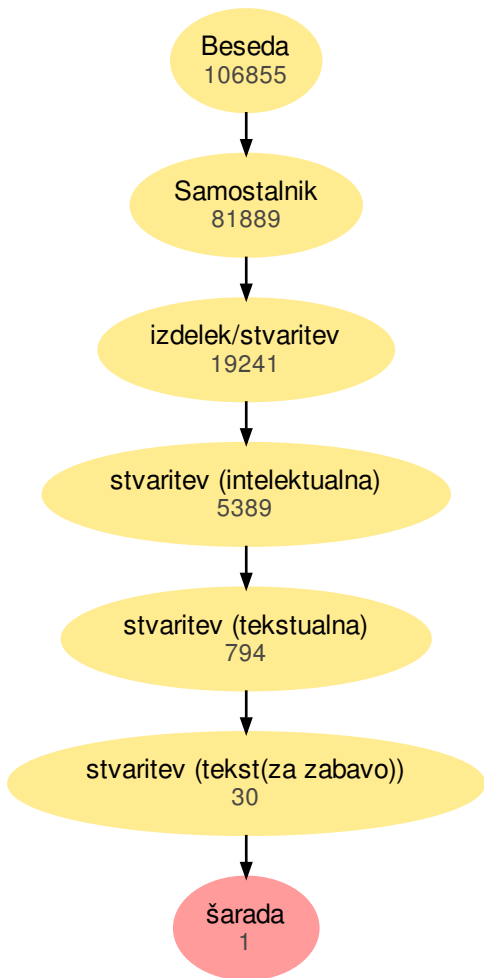 Beseda
106855
Samostalnik
81889
izdelek/stvaritev
19241
stvaritev (intelektualna)
5389
stvaritev (tekstualna)
794
stvaritev (tekst(za zabavo))
30
šarada
1